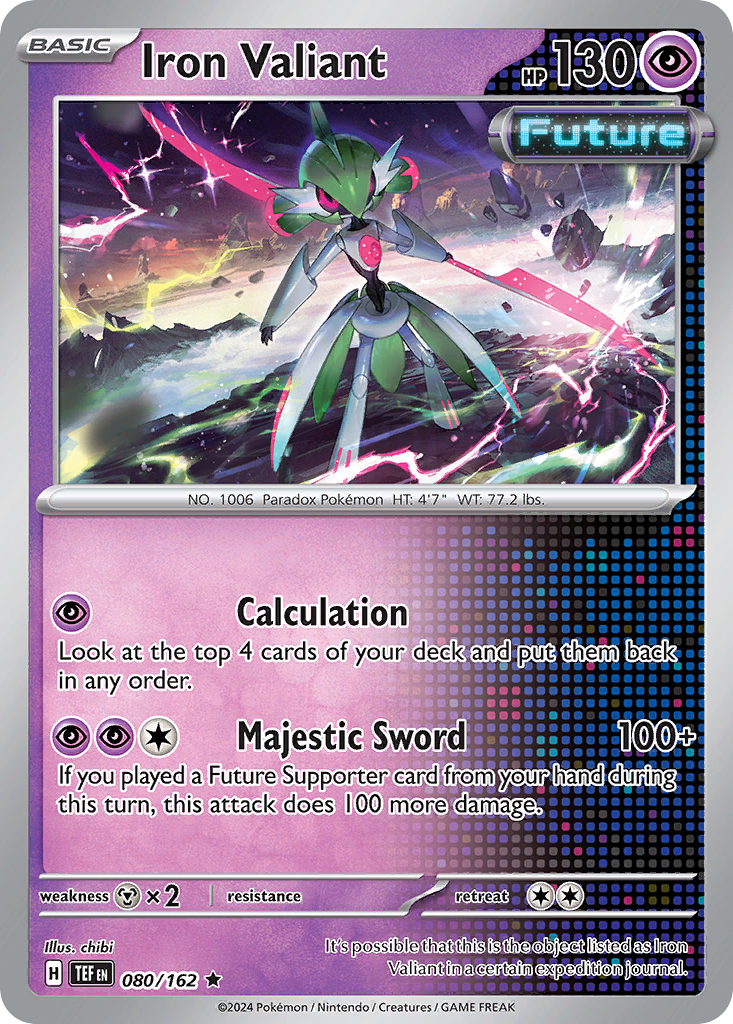 BASIC
Iron Valiant
HP 130
Future
NO. 1006 Paradox Pokémon HT: 4'7" WT: 77.2 lbs.
Calculation
Look at the top 4 cards of your deck and put them back
in any order.
Majestic Sword 100+
If you played a Future Supporter card from your hand during
this turn, this attack does 100 more damage.
weakness ×2 resistance retreat
Illus. chibi
It's possible that this is the object listed as Iron
Valiant in a certain expedition journal.
H TEF EN 080/162 ★
©2024 Pokémon / Nintendo / Creatures / GAME FREAK